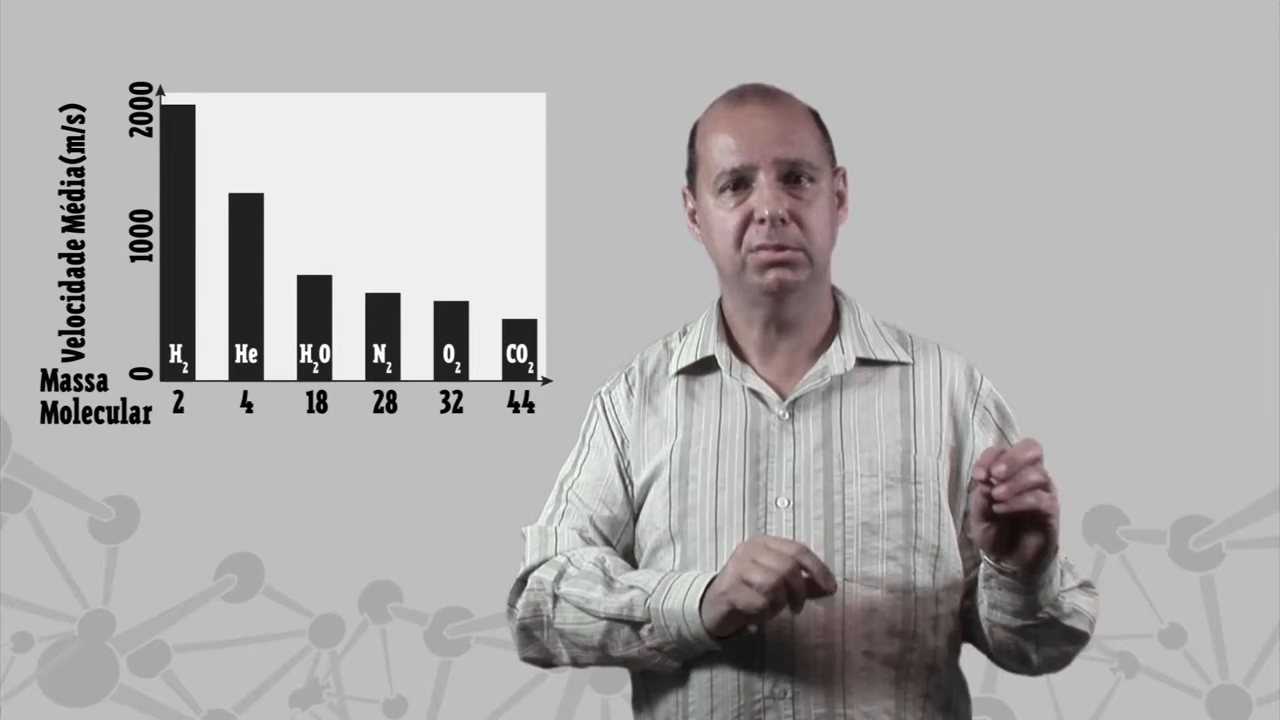 Velocidade Média(m/s)
2000
1000
0
H₂ He H₂O N₂ O₂ CO₂
Massa
Molecular 2 4 18 28 32 44